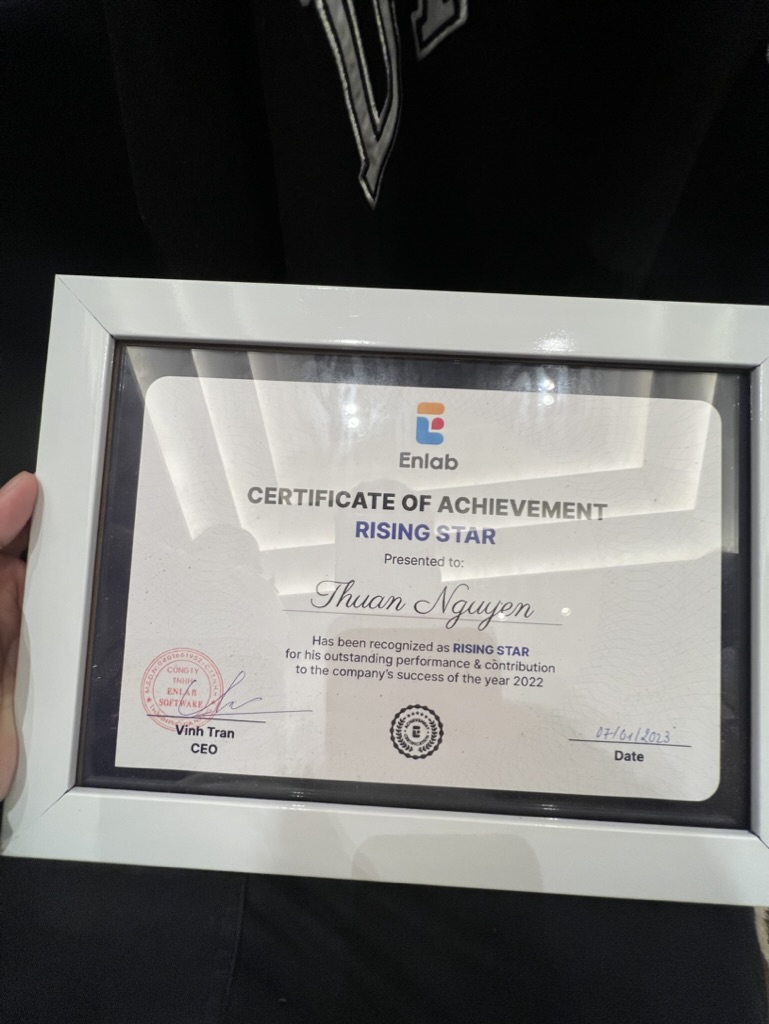 Enlab
CERTIFICATE OF ACHIEVEMENT
RISING STAR
Presented to:
Thuan Nguyen
Has been recognized as RISING STAR
for his outstanding performance & contribution
to the company's success of the year 2022
CÔNG TY
TNHH
ENLAB
SOFTWARE
Vinh Tran
CEO
07/01/2023
Date